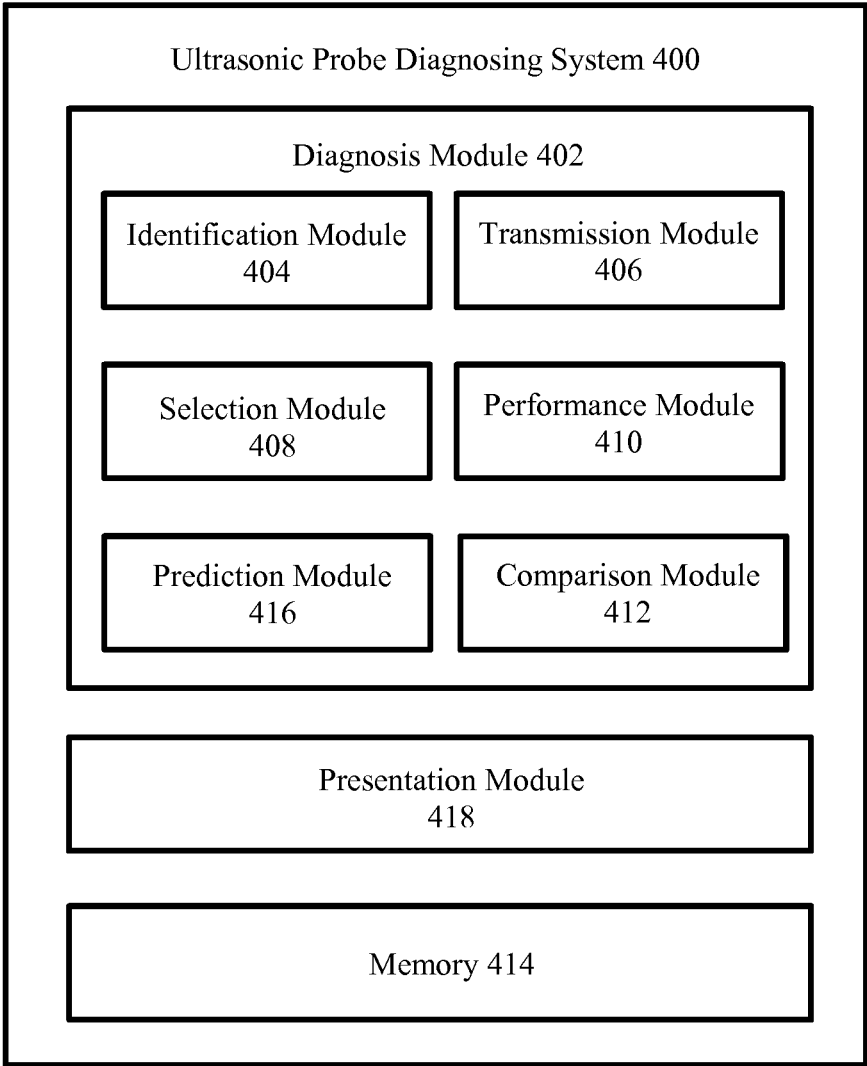 Ultrasonic Probe Diagnosing System 400
Diagnosis Module 402
Identification Module
404
Transmission Module
406
Selection Module
408
Performance Module
410
Prediction Module
416
Comparison Module
412
Presentation Module
418
Memory 414